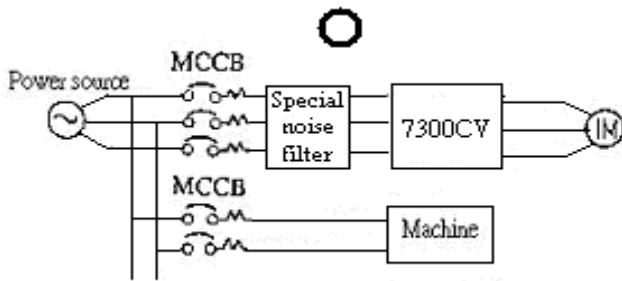 MCCB
Power source
~
Special
noise
filter
7300CV
IM
MCCB
Machine